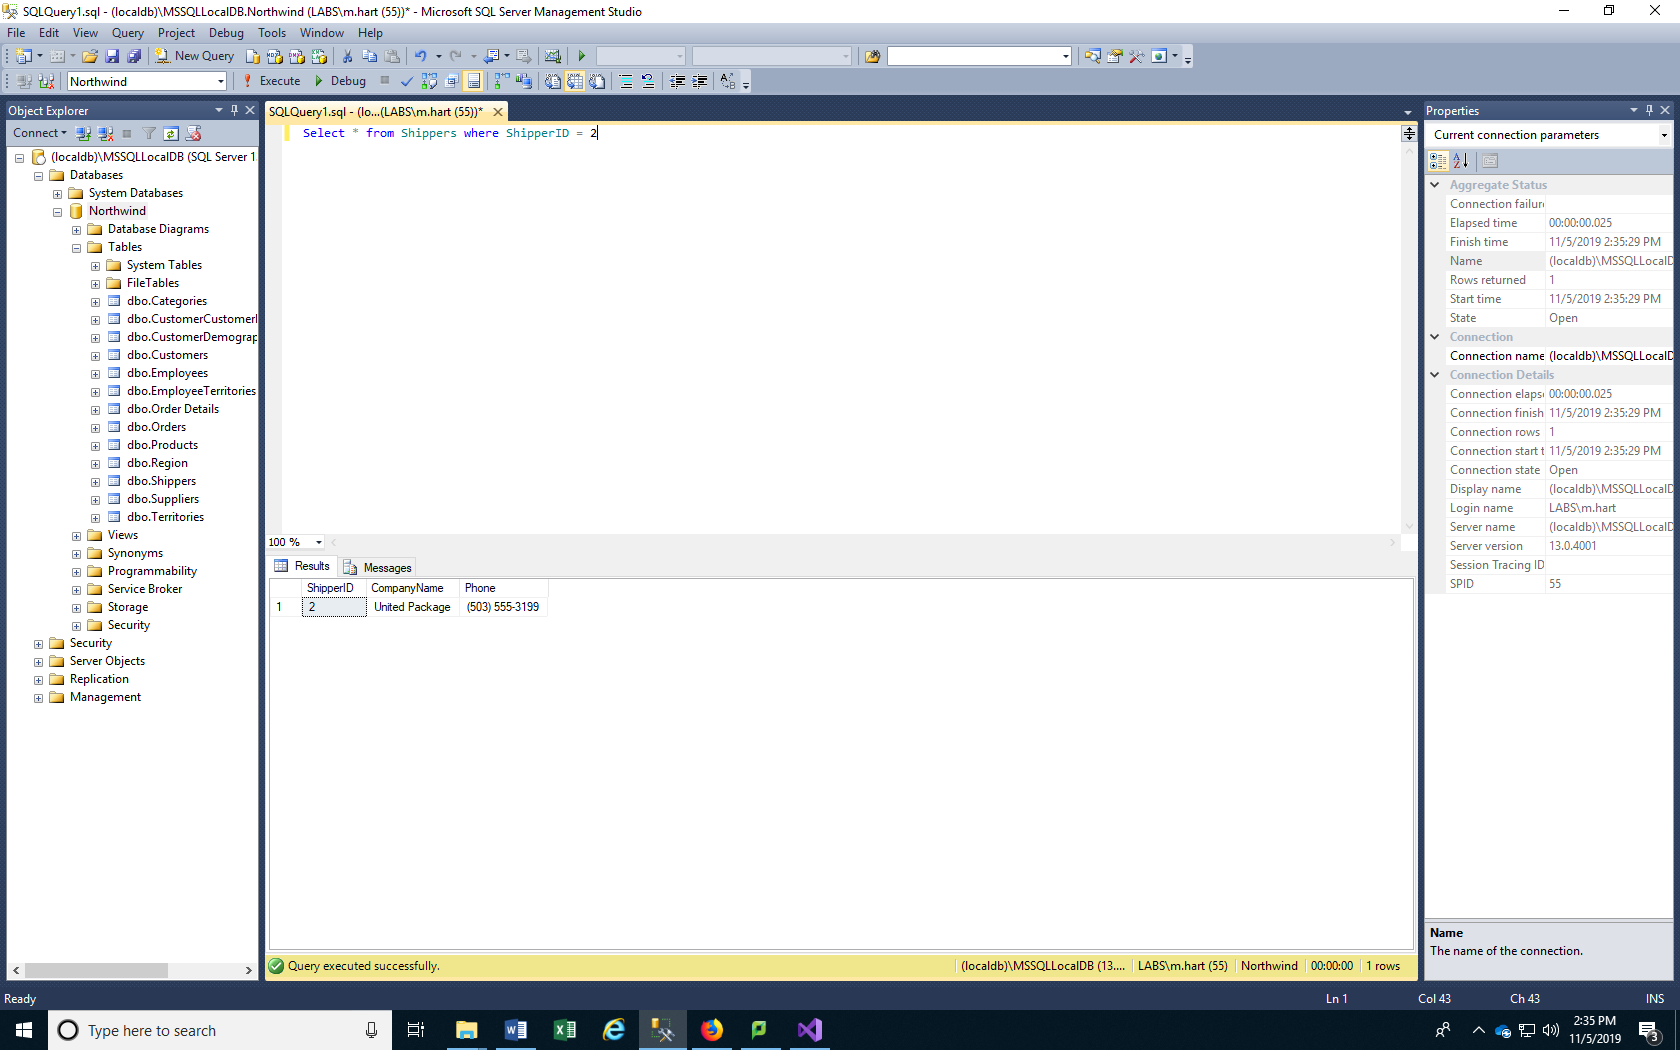 SQLQuery1.sql - (localdb)\MSSQLLocalDB.Northwind (LABS\m.hart (55))* - Microsoft SQL Server Management Studio
File Edit View Query Project Debug Tools Window Help
New Query
Northwind Execute Debug
Object Explorer
Connect
(localdb)\MSSQLLocalDB (SQL Server 1
Databases
System Databases
Northwind
Database Diagrams
Tables
System Tables
FileTables
dbo.Categories
dbo.CustomerCustomerI
dbo.CustomerDemograp
dbo.Customers
dbo.Employees
dbo.EmployeeTerritories
dbo.Order Details
dbo.Orders
dbo.Products
dbo.Region
dbo.Shippers
dbo.Suppliers
dbo.Territories
Views
Synonyms
Programmability
Service Broker
Storage
Security
Security
Server Objects
Replication
Management
SQLQuery1.sql - (lo...(LABS\m.hart (55))*
Select * from Shippers where ShipperID = 2
100 %
Results Messages
ShipperID CompanyName Phone
1 2 United Package (503) 555-3199
Query executed successfully.
(localdb)\MSSQLLocalDB (13.... LABS\m.hart (55) Northwind 00:00:00 1 rows
Properties
Current connection parameters
Aggregate Status
Connection failure
Elapsed time 00:00:00.025
Finish time 11/5/2019 2:35:29 PM
Name (localdb)\MSSQLLocalD
Rows returned 1
Start time 11/5/2019 2:35:29 PM
State Open
Connection
Connection name (localdb)\MSSQLLocalD
Connection Details
Connection elaps 00:00:00.025
Connection finish 11/5/2019 2:35:29 PM
Connection rows 1
Connection start t 11/5/2019 2:35:29 PM
Connection state Open
Display name (localdb)\MSSQLLocalD
Login name LABS\m.hart
Server name (localdb)\MSSQLLocalD
Server version 13.0.4001
Session Tracing ID
SPID 55
Name
The name of the connection.
Ready Ln 1 Col 43 Ch 43 INS
Type here to search
2:35 PM
11/5/2019
3